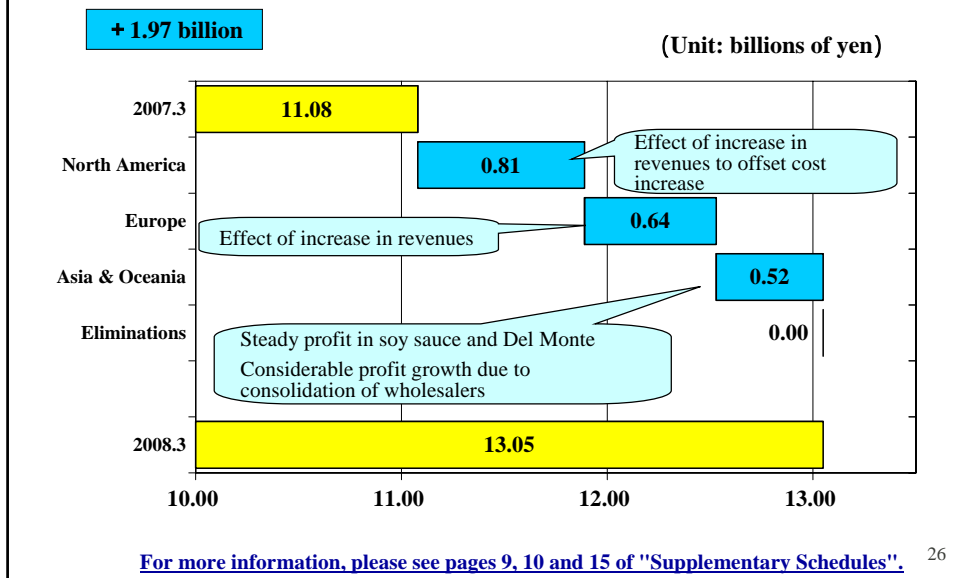 +1.97 billion
(Unit: billions of yen)
2007.3
11.08
North America
0.81
Effect of increase in
revenues to offset cost
increase
Europe
0.64
Effect of increase in revenues
Asia & Oceania
0.52
Eliminations
0.00
Steady profit in soy sauce and Del Monte
Considerable profit growth due to
consolidation of wholesalers
2008.3
13.05
10.00 11.00 12.00 13.00
For more information, please see pages 9, 10 and 15 of "Supplementary Schedules".
26